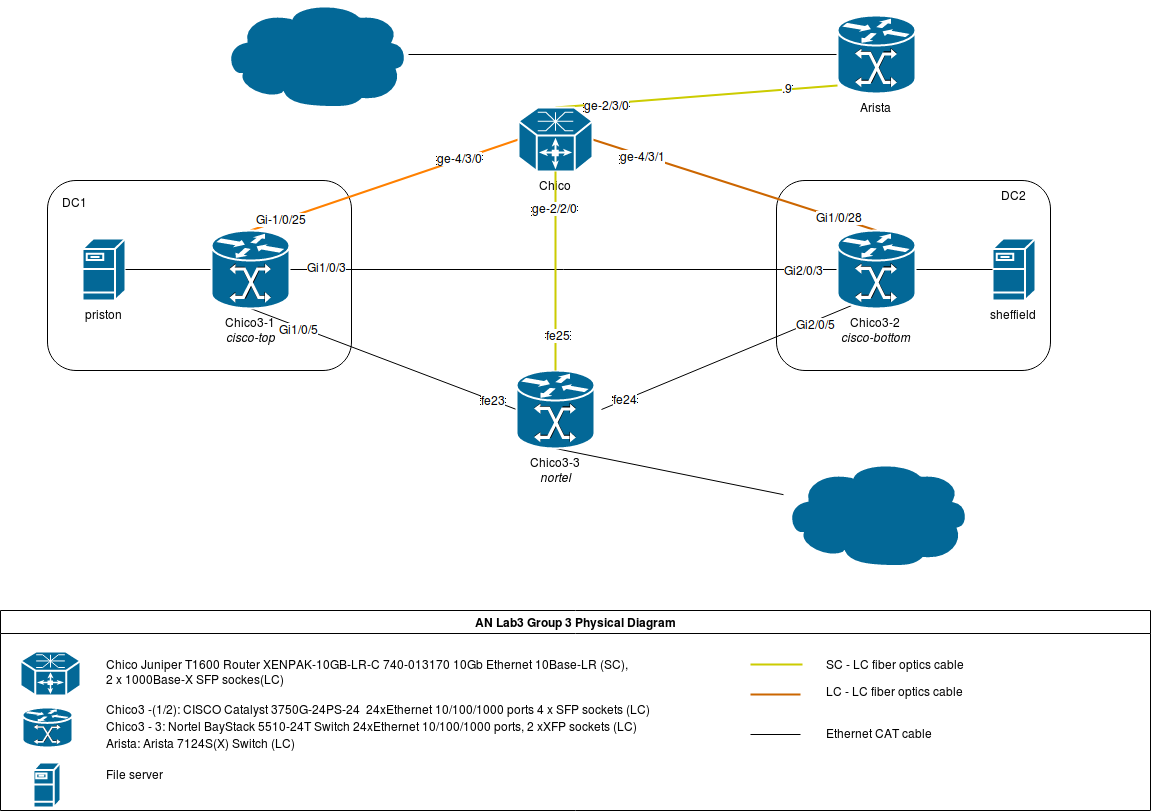 .9
ge-2/3/0
Arista
ge-4/3/0
ge-4/3/1
Chico
DC1
DC2
ge-2/2/0
Gi-1/0/25
Gi1/0/28
Gi1/0/3
Gi2/0/3
priston
sheffield
Chico3-1
cisco-top
Gi1/0/5
Gi2/0/5
Chico3-2
cisco-bottom
fe25
fe23
fe24
Chico3-3
nortel
AN Lab3 Group 3 Physical Diagram
Chico Juniper T1600 Router XENPAK-10GB-LR-C 740-013170 10Gb Ethernet 10Base-LR (SC),
2 x 1000Base-X SFP sockes(LC)
Chico3 -(1/2): CISCO Catalyst 3750G-24PS-24 24xEthernet 10/100/1000 ports 4 x SFP sockets (LC)
Chico3 - 3: Nortel BayStack 5510-24T Switch 24xEthernet 10/100/1000 ports, 2 xXFP sockets (LC)
Arista: Arista 7124S(X) Switch (LC)
File server
SC - LC fiber optics cable
LC - LC fiber optics cable
Ethernet CAT cable